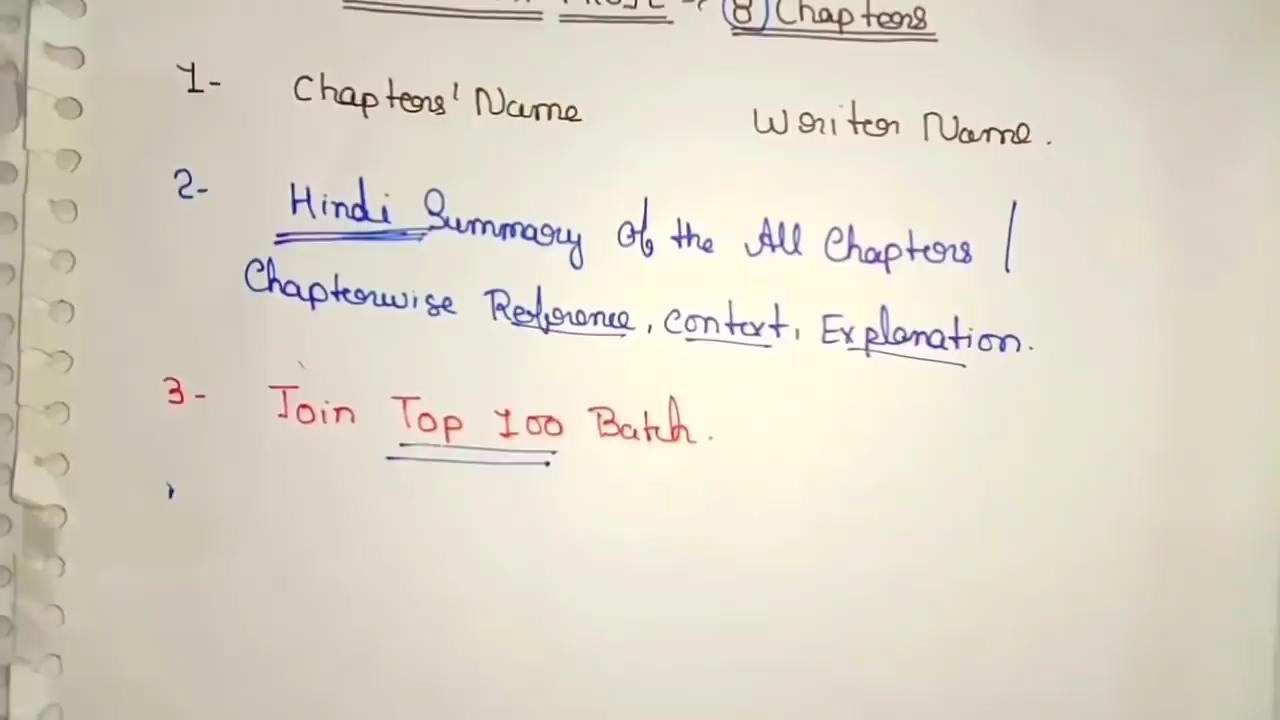 8 Chapters
1- Chapters' Name Writer Name.
2- Hindi Summary of the All Chapters /
Chapterwise Reference, context, Explanation.
3- Join Top 100 Batch.